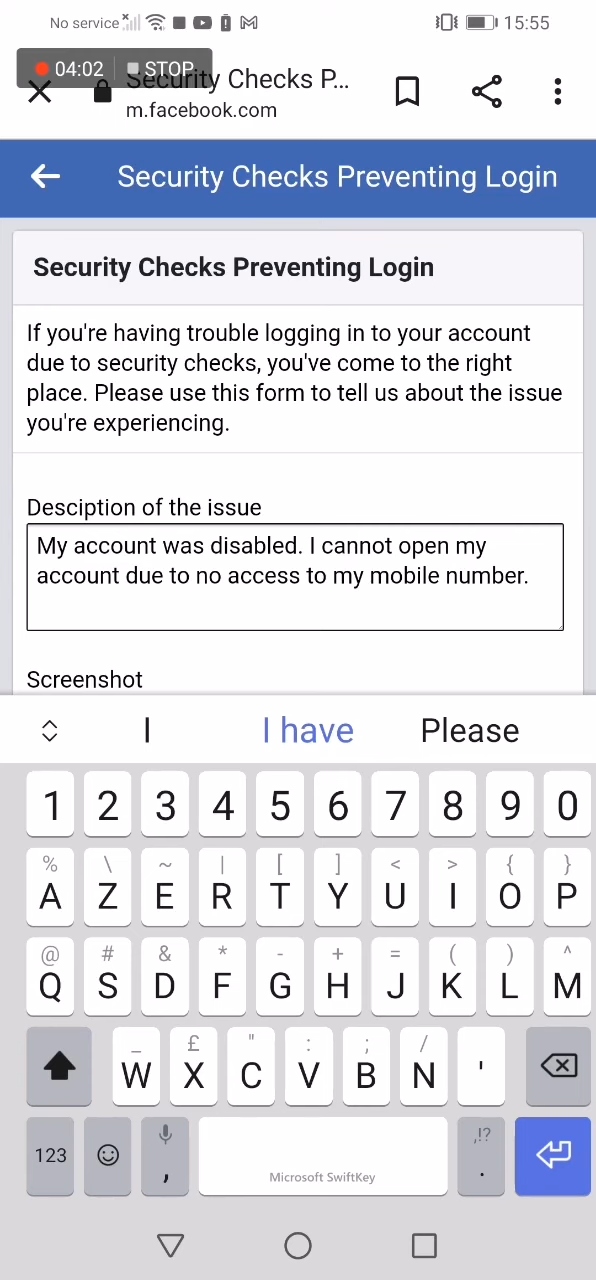 No service 15:55
04:02 STOP
Security Checks P...
m.facebook.com
Security Checks Preventing Login
Security Checks Preventing Login
If you're having trouble logging in to your account
due to security checks, you've come to the right
place. Please use this form to tell us about the issue
you're experiencing.
Desciption of the issue
My account was disabled. I cannot open my
account due to no access to my mobile number.
Screenshot
I I have Please
1 2 3 4 5 6 7 8 9 0
% \ ~ | [ ] < > { }
A Z E R T Y U I O P
@ # & * - + = ( ) ^
Q S D F G H J K L M
_ £ " : ; /
W X C V B N '
,!?
123 , Microsoft SwiftKey .